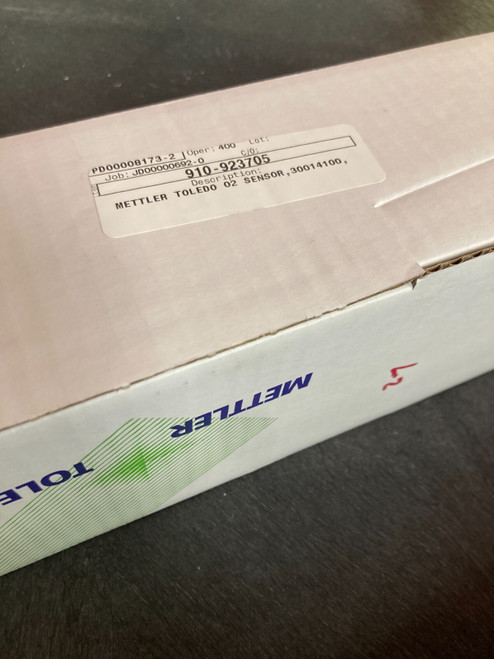 PD00008173-2 Oper: 400 Lot:
Job: JD00000692-0 C/O:
910-923705
Description:
METTLER TOLEDO O2 SENSOR,30014100,
METTLER
TOLE